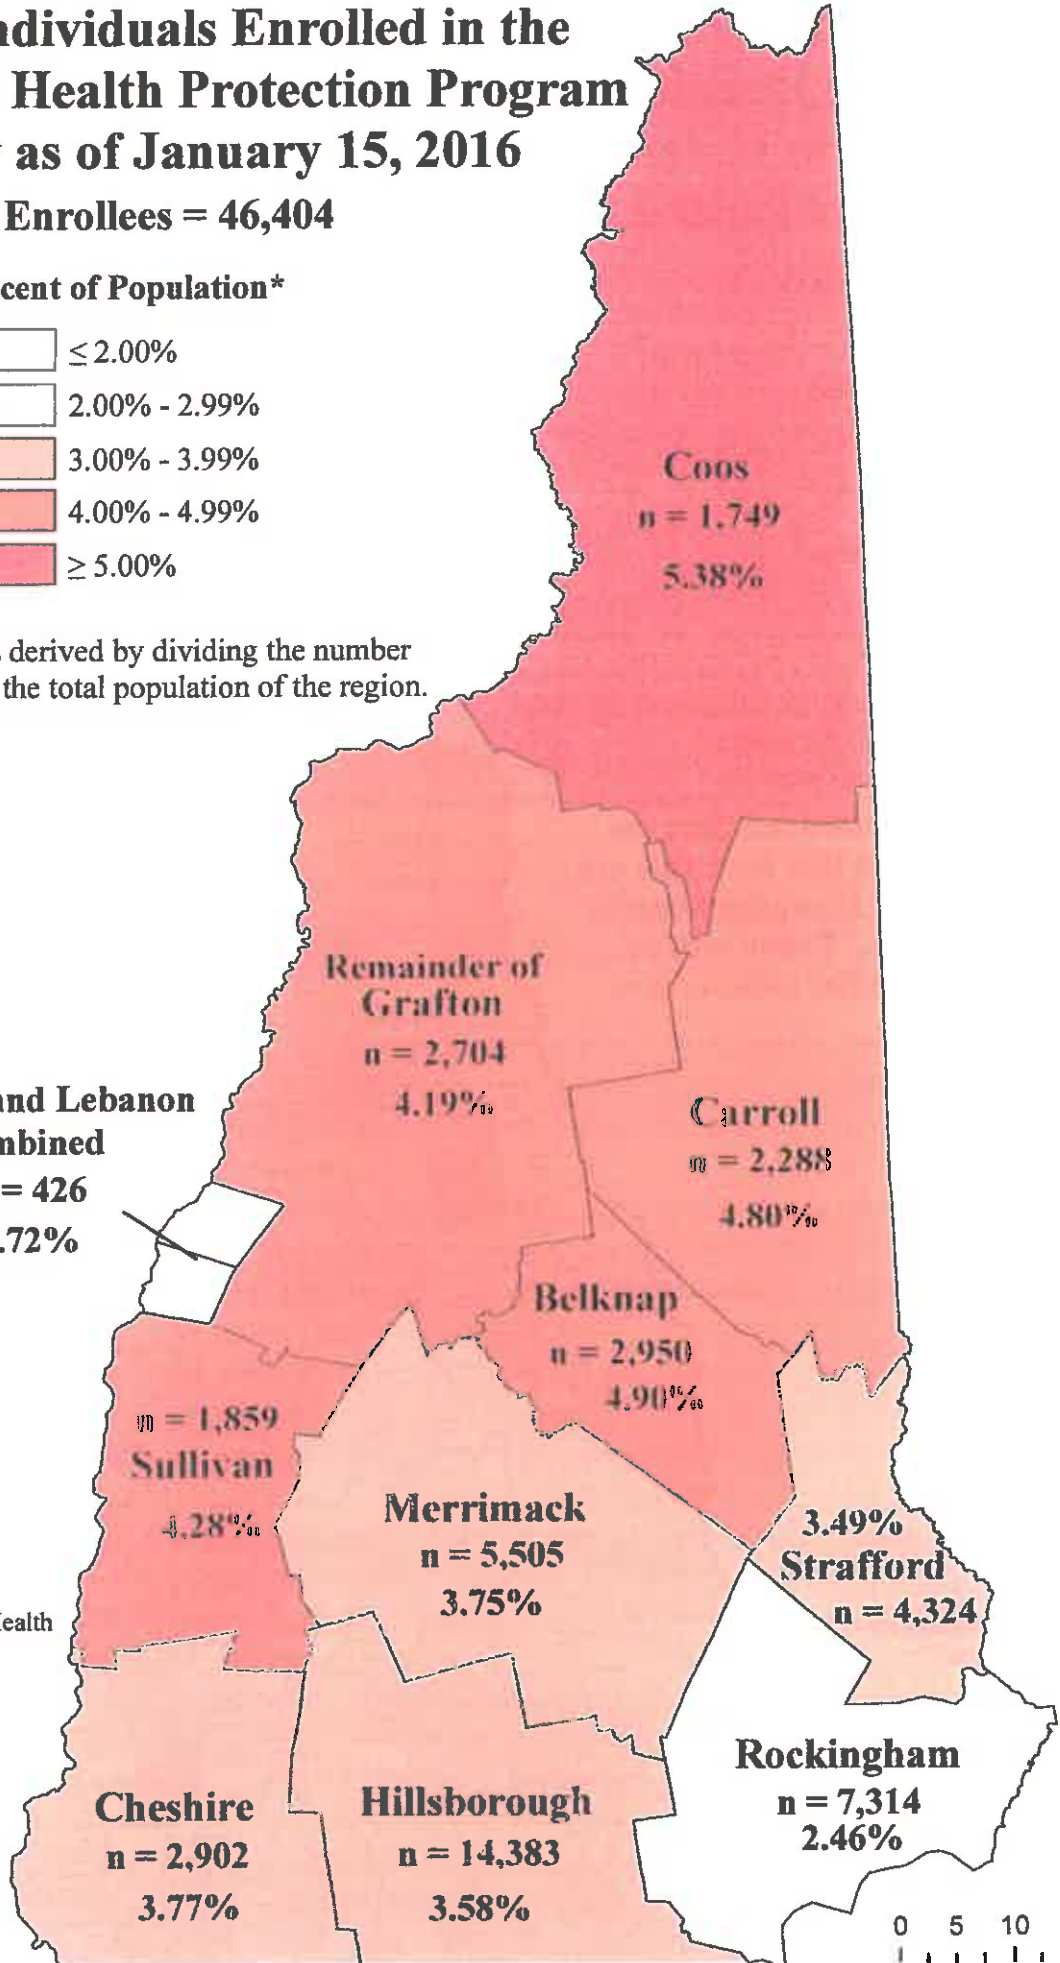 ndividuals Enrolled in the
Health Protection Program
as of January 15, 2016
Enrollees = 46,404
cent of Population*
≤ 2.00%
2.00% - 2.99%
3.00% - 3.99%
4.00% - 4.99%
≥ 5.00%
derived by dividing the number
the total population of the region.
Coos
n = 1,749
5.38%
Remainder of
Grafton
n = 2,704
4.19%
and Lebanon
mbined
= 426
.72%
Carroll
n = 2,288
4.80%
Belknap
n = 2,950
4.90%
n = 1,859
Sullivan
4.28%
Merrimack
n = 5,505
3.75%
3.49%
Strafford
n = 4,324
ealth
Rockingham
n = 7,314
2.46%
Cheshire
n = 2,902
3.77%
Hillsborough
n = 14,383
3.58%
0 5 10